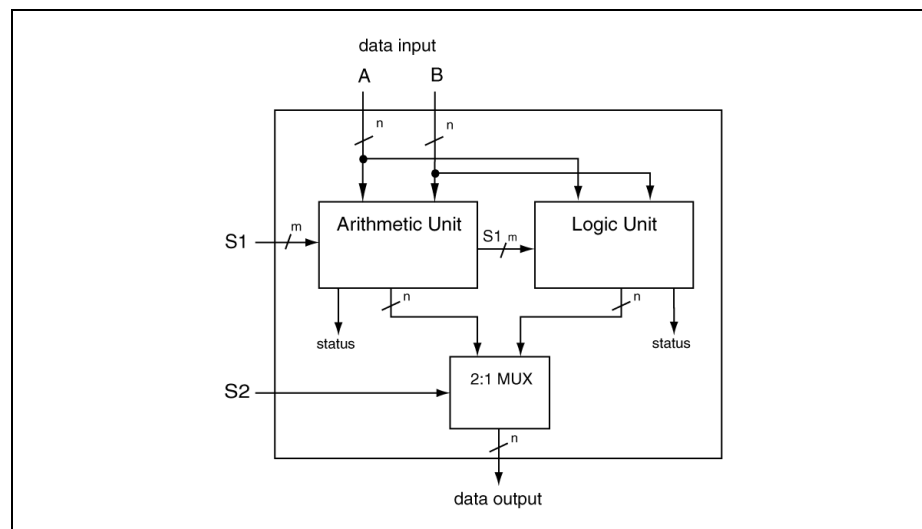 data input
A B
n n
Arithmetic Unit
Logic Unit
S1 m
S1 m
n n
status
status
2:1 MUX
S2
n
data output